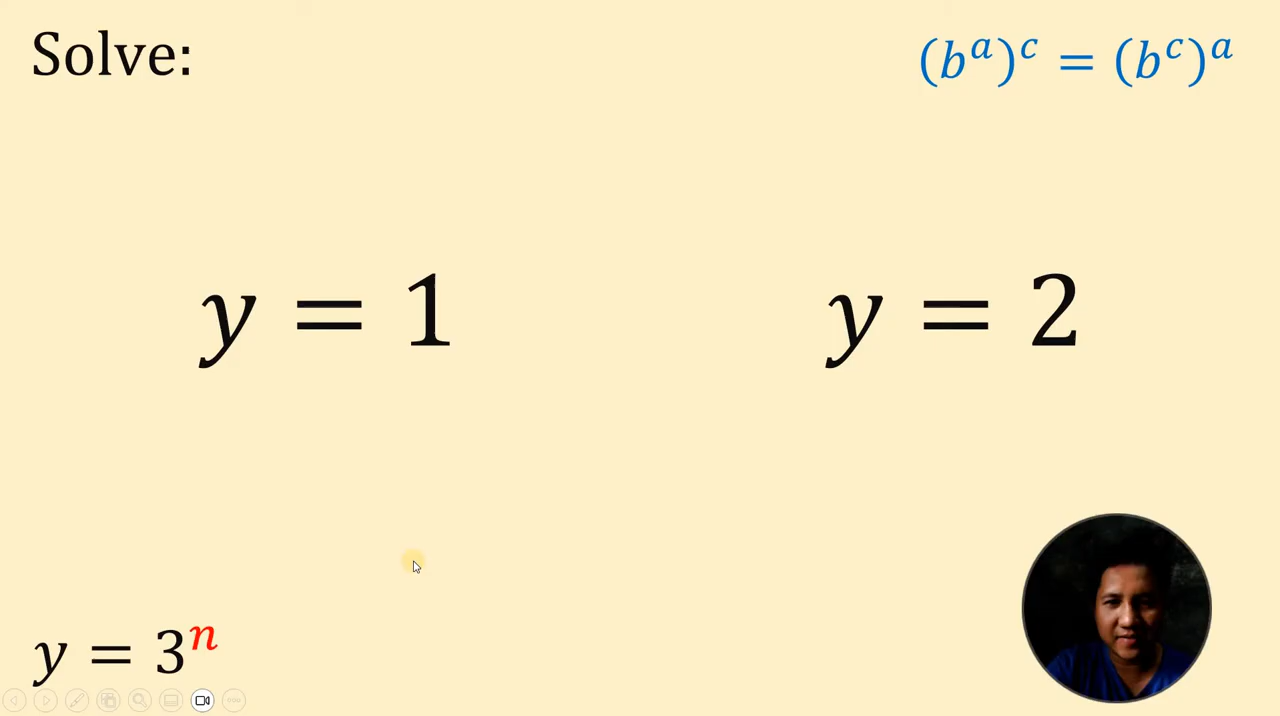 Solve:
(b^a)^c = (b^c)^a
y = 1
y = 2
y = 3^n